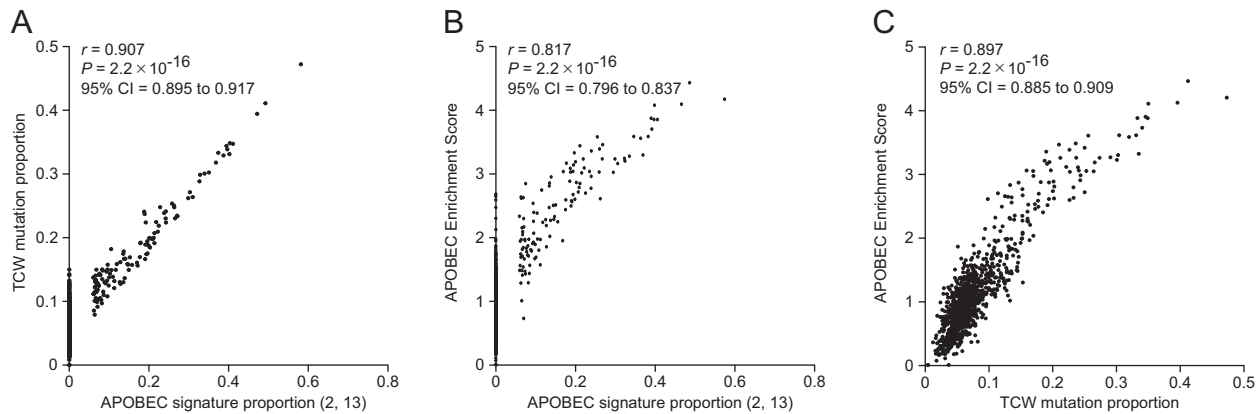 A
r = 0.907
P = 2.2 × 10-16
95% CI = 0.895 to 0.917
TCW mutation proportion
0.5
0.4
0.3
0.2
0.1
0
0
0.2
0.4
0.6
0.8
APOBEC signature proportion (2, 13)
B
r = 0.817
P = 2.2 × 10-16
95% CI = 0.796 to 0.837
APOBEC Enrichment Score
5
4
3
2
1
0
0
0.2
0.4
0.6
0.8
APOBEC signature proportion (2, 13)
C
r = 0.897
P = 2.2 × 10-16
95% CI = 0.885 to 0.909
APOBEC Enrichment Score
5
4
3
2
1
0
0
0.1
0.2
0.3
0.4
0.5
TCW mutation proportion